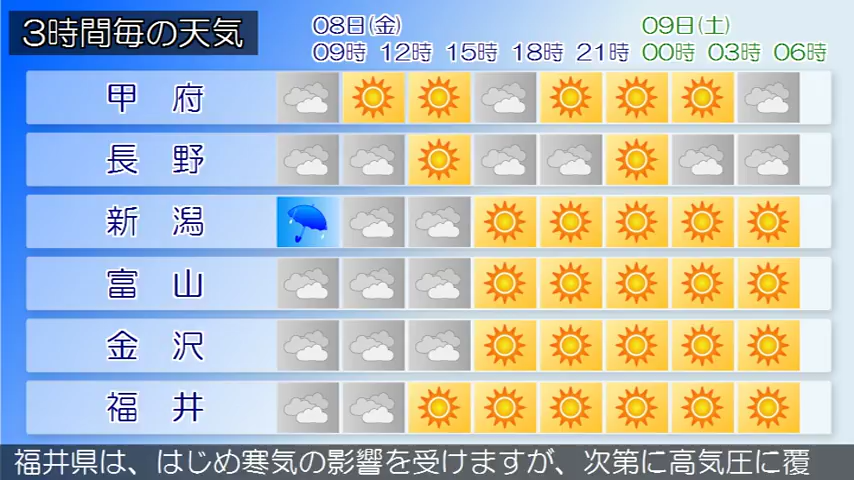 3時間毎の天気
08日(金)
09日(土)
09時 12時 15時 18時 21時 00時 03時 06時
甲府
長野
新潟
富山
金沢
福井
福井県は、はじめ寒気の影響を受けますが、次第に高気圧に覆